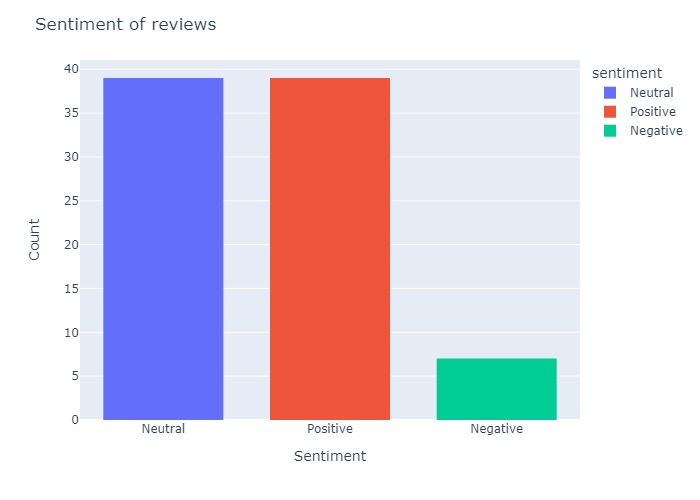 Sentiment of reviews
sentiment
Neutral
Positive
Negative
Count
40
35
30
25
20
15
10
5
0
Neutral Positive Negative
Sentiment